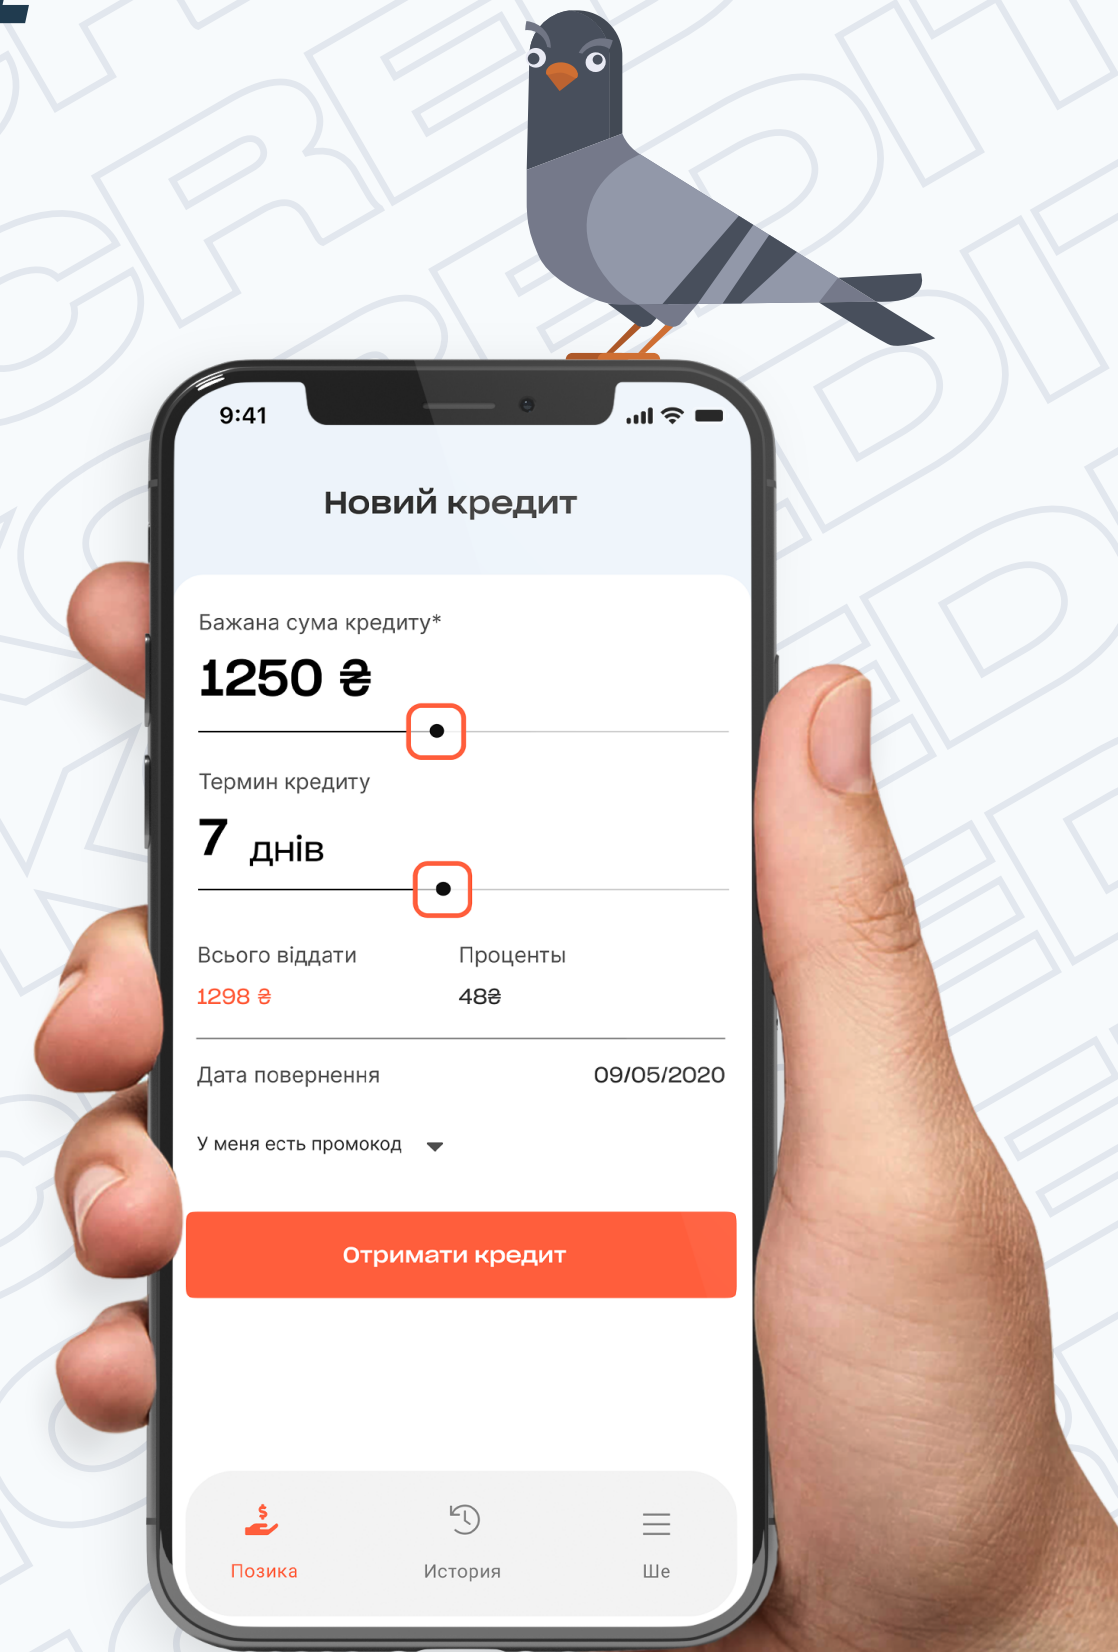 9:41
Новий кредит
Бажана сума кредиту*
1250 ₴
Термин кредиту
7 днів
Всього віддати Проценты
1298 ₴ 48₴
Дата повернення 09/05/2020
У меня есть промокод
Отримати кредит
Позика История Ше